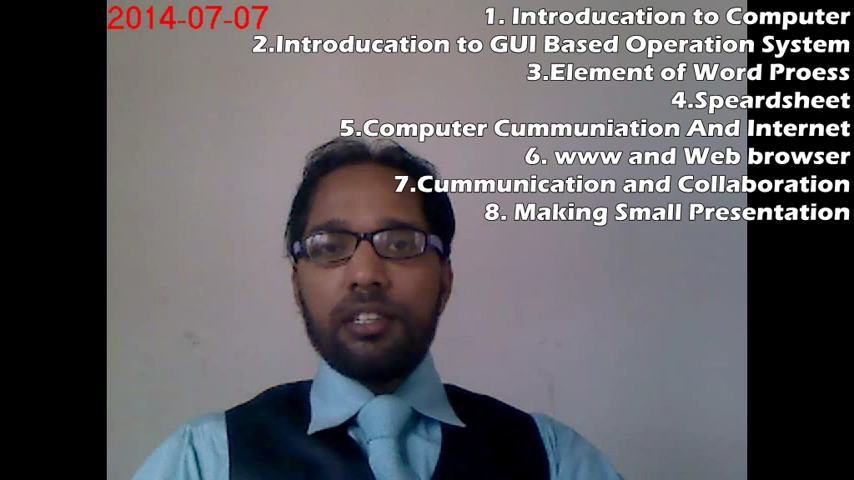 2014-07-07
1. Introducation to Computer
2.Introducation to GUI Based Operation System
3.Element of Word Proess
4.Speardsheet
5.Computer Cummuniation And Internet
6. www and Web browser
7.Cummunication and Collaboration
8. Making Small Presentation